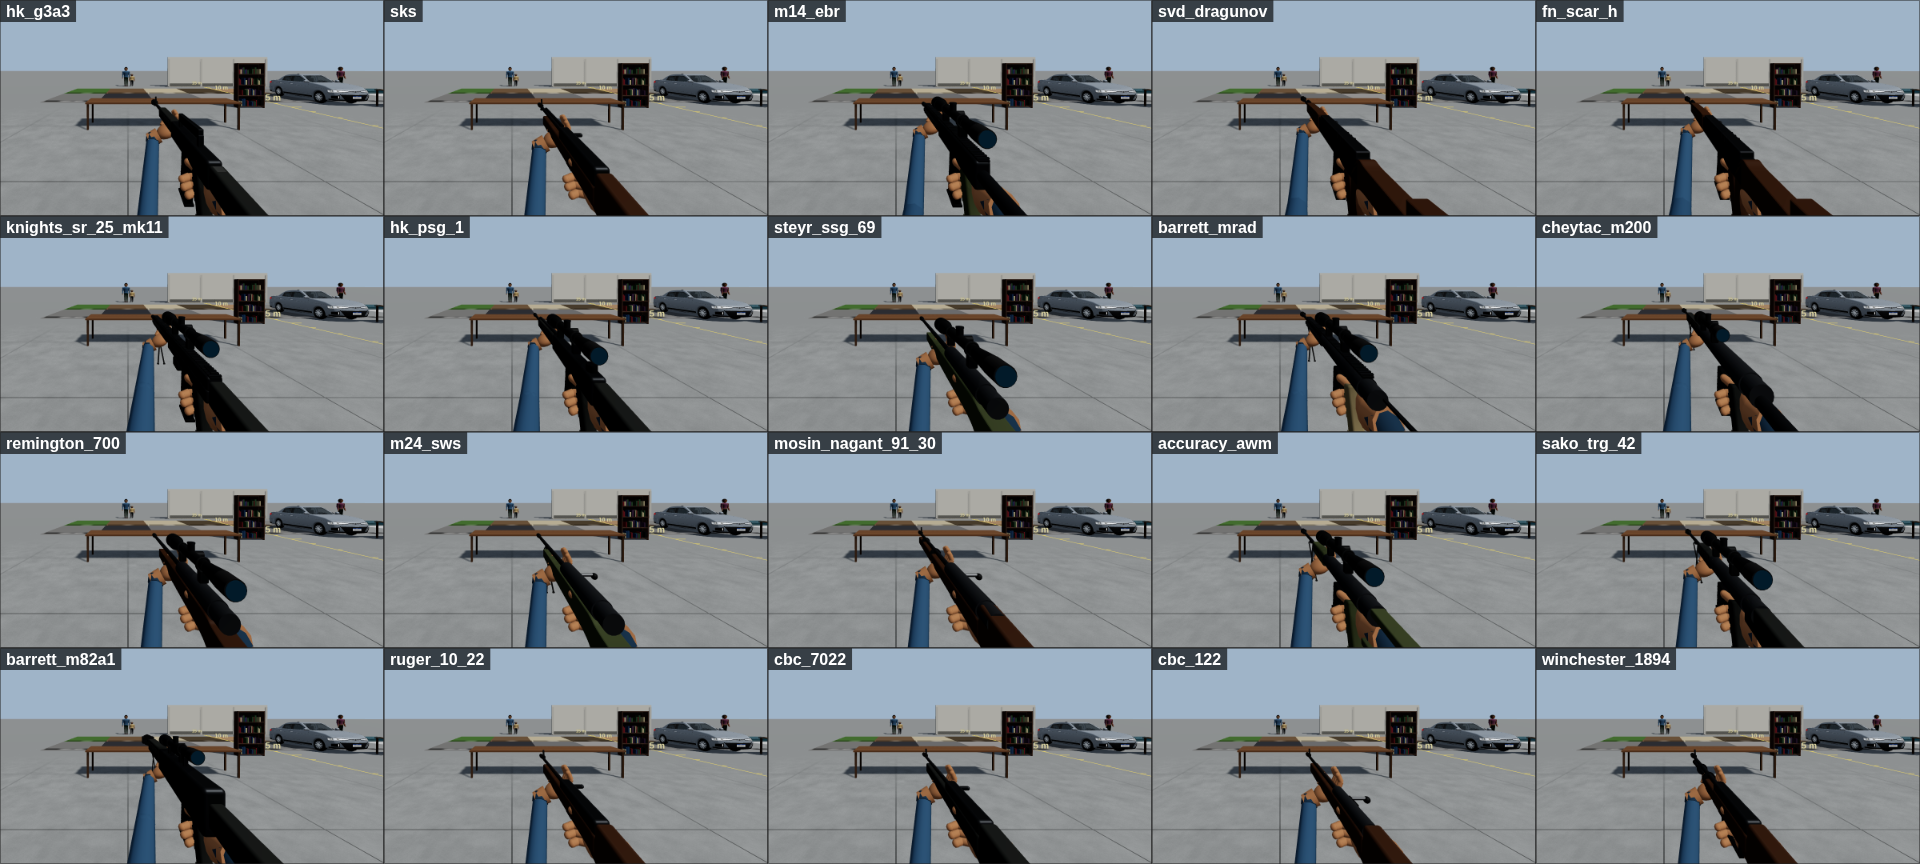 hk_g3a3
sks
m14_ebr
svd_dragunov
fn_scar_h
knights_sr_25_mk11
hk_psg_1
steyr_ssg_69
barrett_mrad
cheytac_m200
remington_700
m24_sws
mosin_nagant_91_30
accuracy_awm
sako_trg_42
barrett_m82a1
ruger_10_22
cbc_7022
cbc_122
winchester_1894